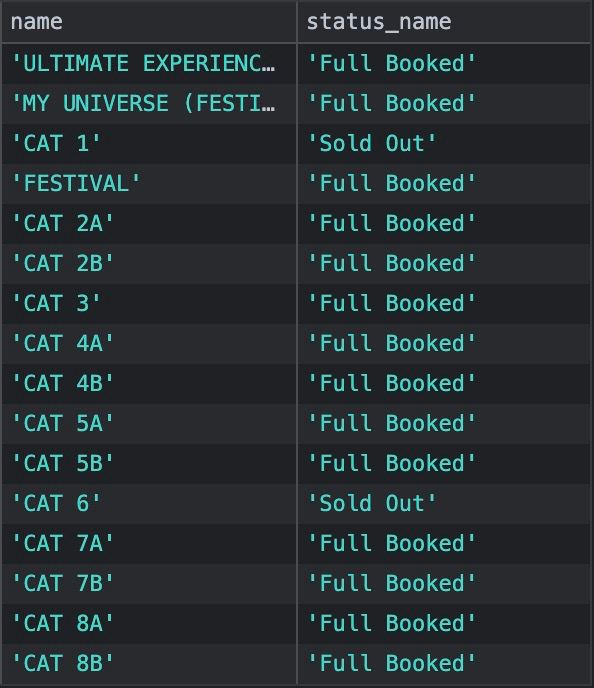 name status_name
'ULTIMATE EXPERIENC… 'Full Booked'
'MY UNIVERSE (FESTI… 'Full Booked'
'CAT 1' 'Sold Out'
'FESTIVAL' 'Full Booked'
'CAT 2A' 'Full Booked'
'CAT 2B' 'Full Booked'
'CAT 3' 'Full Booked'
'CAT 4A' 'Full Booked'
'CAT 4B' 'Full Booked'
'CAT 5A' 'Full Booked'
'CAT 5B' 'Full Booked'
'CAT 6' 'Sold Out'
'CAT 7A' 'Full Booked'
'CAT 7B' 'Full Booked'
'CAT 8A' 'Full Booked'
'CAT 8B' 'Full Booked'